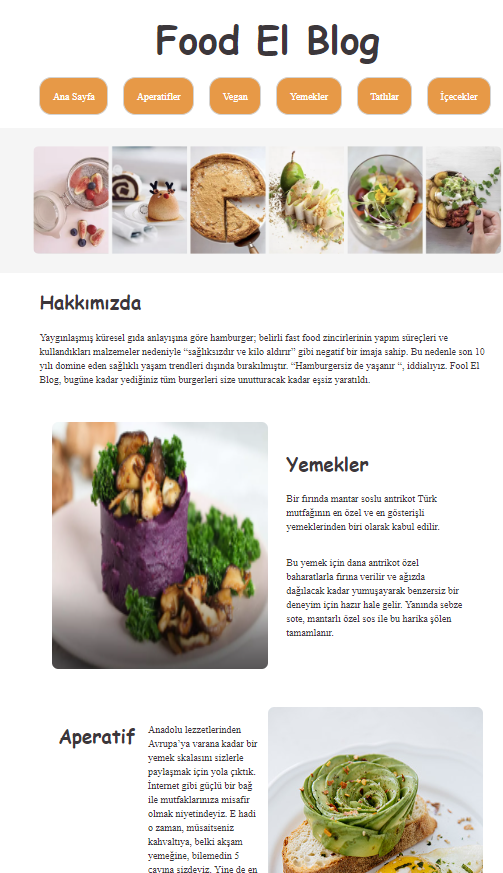 Food El Blog
Ana Sayfa
Aperatifler
Vegan
Yemekler
Tatlılar
İçecekler
Hakkımızda
Yaygınlaşmış küresel gıda anlayışına göre hamburger; belirli fast food zincirlerinin yapım süreçleri ve
kullandıkları malzemeler nedeniyle “sağlıksızdır ve kilo aldırır” gibi negatif bir imaja sahip. Bu nedenle son 10
yılı domine eden sağlıklı yaşam trendleri dışında bırakılmıştır. “Hamburgersiz de yaşanır “, iddialıyız. Fool El
Blog, bugüne kadar yediğiniz tüm burgerleri size unutturacak kadar eşsiz yaratıldı.
Yemekler
Bir fırında mantar soslu antrikot Türk
mutfağının en özel ve en gösterişli
yemeklerinden biri olarak kabul edilir.
Bu yemek için dana antrikot özel
baharatlarla fırına verilir ve ağızda
dağılacak kadar yumuşayarak benzersiz bir
deneyim için hazır hale gelir. Yanında sebze
sote, mantarlı özel sos ile bu harika şölen
tamamlanır.
Aperatif
Anadolu lezzetlerinden
Avrupa’ya varana kadar bir
yemek skalasını sizlerle
paylaşmak için yola çıktık.
İnternet gibi güçlü bir bağ
ile mutfaklarınıza misafir
olmak niyetindeyiz. E hadi
o zaman, müsaitseniz
kahvaltıya, belki akşam
yemeğine, bilemedin 5
çayına sizdeyiz. Yine de en